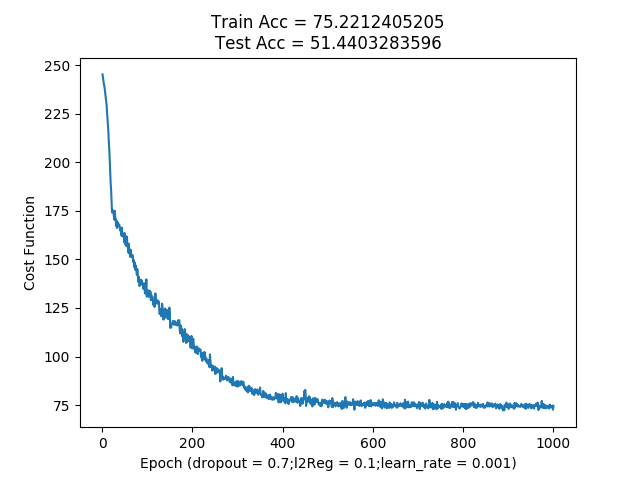 Train Acc = 75.2212405205
Test Acc = 51.4403283596
250
225
200
175
150
125
100
75
Cost Function
0 200 400 600 800 1000
Epoch (dropout = 0.7;l2Reg = 0.1;learn_rate = 0.001)